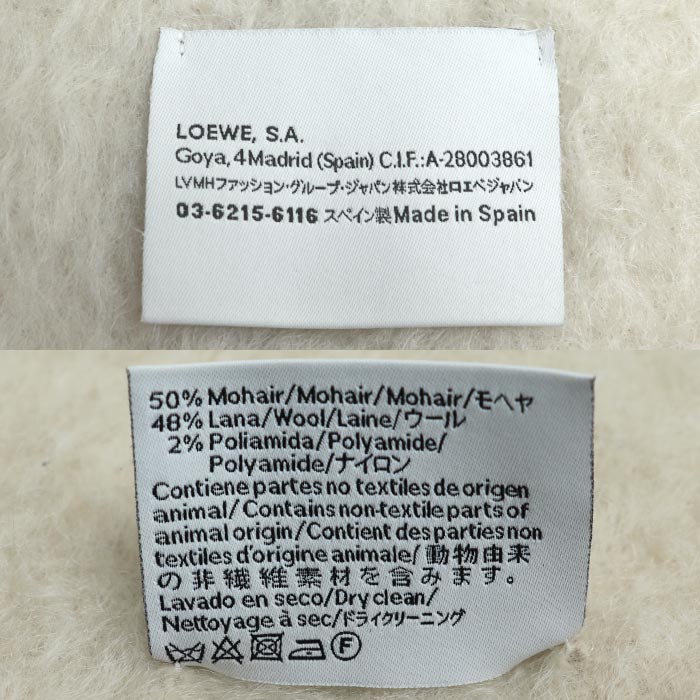 LOEWE, S.A.
Goya, 4 Madrid (Spain) C.I.F.:A-28003861
LVMHファッション・グループ・ジャパン株式会社ロエベジャパン
03-6215-6116 スペイン製 Made in Spain
50% Mohair/Mohair/Mohair/モヘヤ
48% Lana/Wool/Laine/ウール
2% Poliamida/Polyamide/
Polyamide/ナイロン
Contiene partes no textiles de origen
animal/ Contains non-textile parts of
animal origin/ Contient des parties non
textiles d'origine animale/ 動物由来
の非繊維素材を含みます。
Lavado en seco/Dry clean/
Nettoyage à sec/ドライクリーニング
F